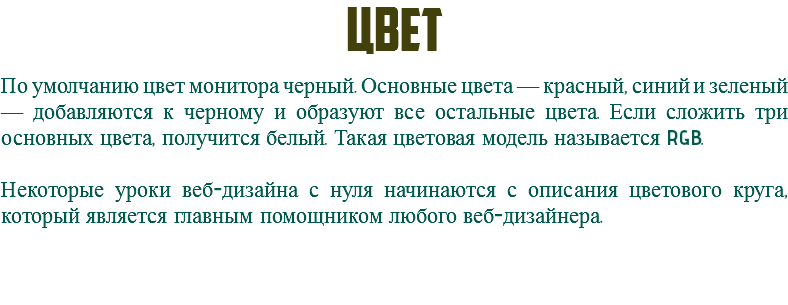 ЦВЕТ
По умолчанию цвет монитора черный. Основные цвета — красный, синий и зеленый
— добавляются к черному и образуют все остальные цвета. Если сложить три
основных цвета, получится белый. Такая цветовая модель называется RGB.
Некоторые уроки веб-дизайна с нуля начинаются с описания цветового круга,
который является главным помощником любого веб-дизайнера.